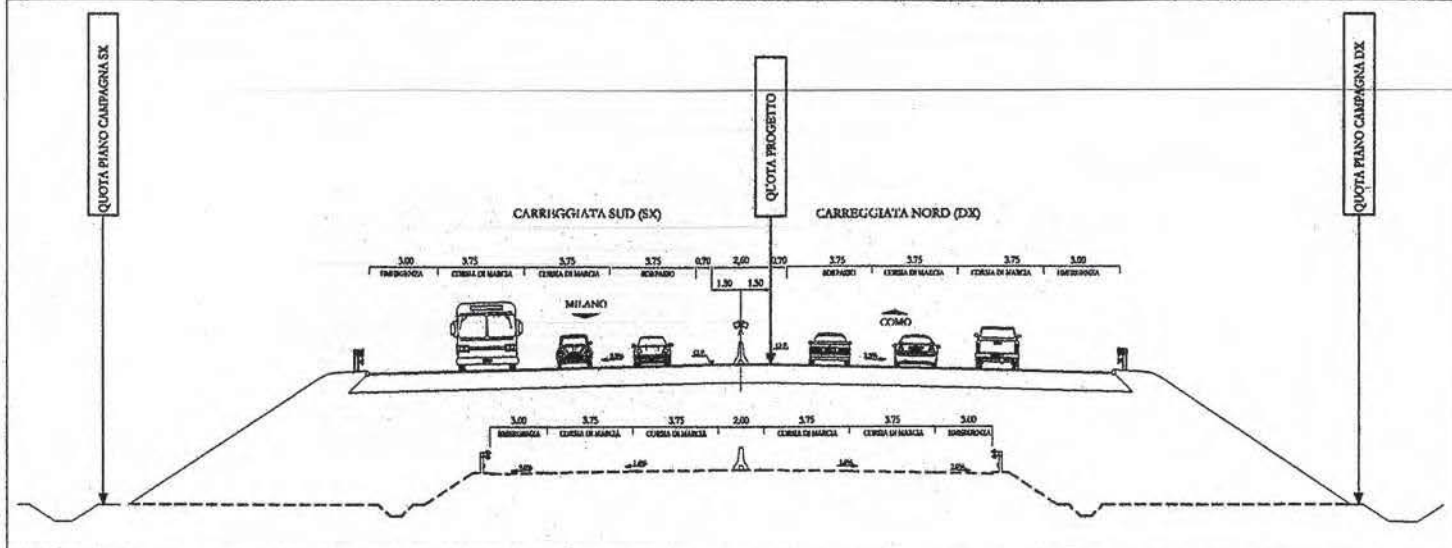 QUOTA PIANO CAMPAGNA SX
QUOTA PROGETTO
QUOTA PIANO CAMPAGNA DX
CARREGGIATA SUD (SX)
CARREGGIATA NORD (DX)
3.00 3.75 3.75 3.75 0.70 2.60 0.70 3.75 3.75 3.75 3.00
EMERGENZA CORSIA DI MARCIA CORSIA DI MARCIA SORPASSO SORPASSO CORSIA DI MARCIA CORSIA DI MARCIA EMERGENZA
1.30 1.30
MILANO
COMO
3.00 3.75 3.75 2.00 3.75 3.75 3.00
EMERGENZA CORSIA DI MARCIA CORSIA DI MARCIA CORSIA DI MARCIA CORSIA DI MARCIA EMERGENZA